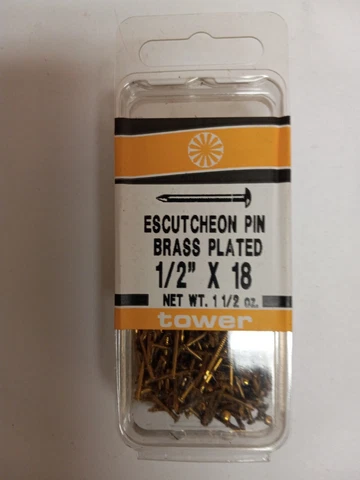 ESCUTCHEON PIN
BRASS PLATED
1/2" X 18
NET WT. 1 1/2 oz.
tower